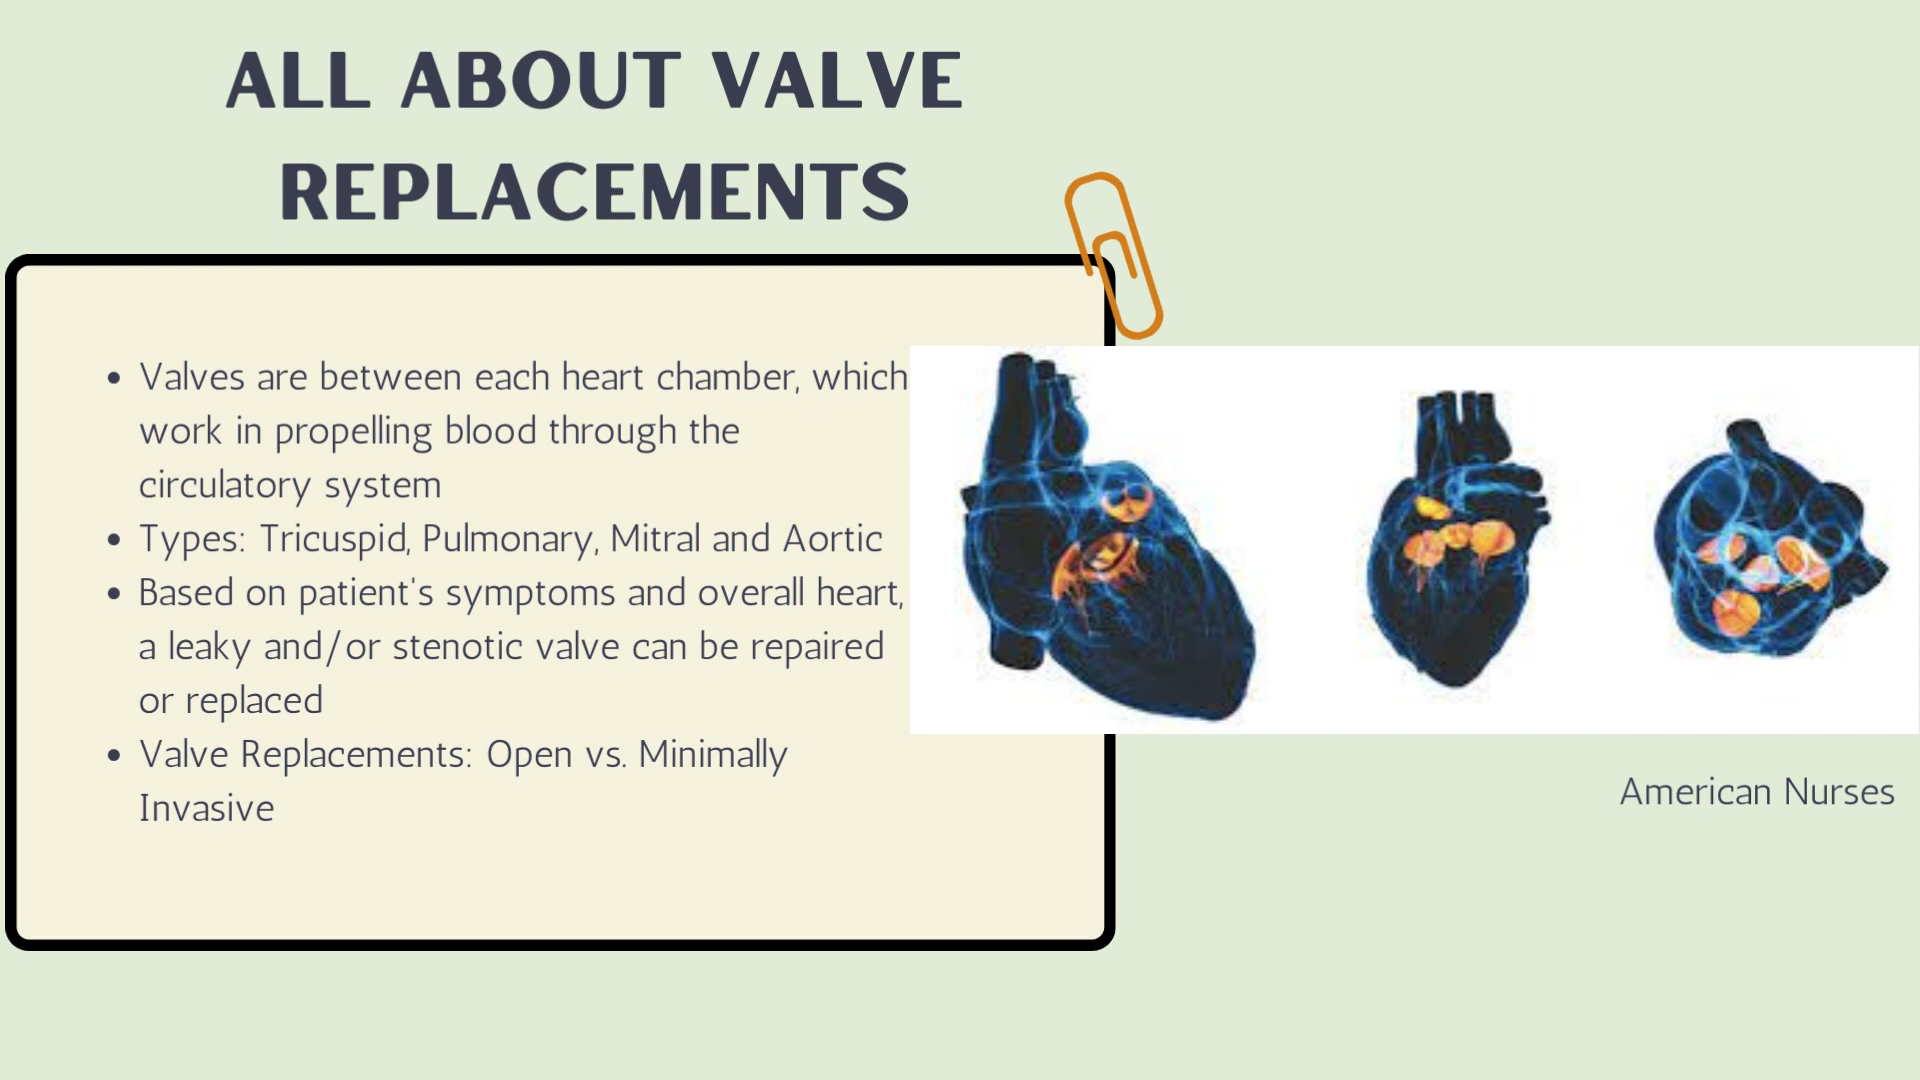 ALL ABOUT VALVE
REPLACEMENTS
• Valves are between each heart chamber, which
work in propelling blood through the
circulatory system
• Types: Tricuspid, Pulmonary, Mitral and Aortic
• Based on patient's symptoms and overall heart,
a leaky and/or stenotic valve can be repaired
or replaced
• Valve Replacements: Open vs. Minimally
Invasive
American Nurses